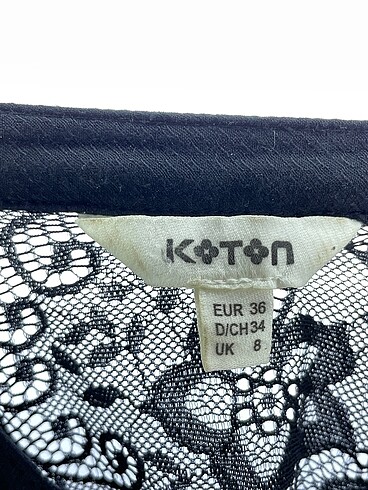 KOTON
EUR 36
D/CH 34
UK 8